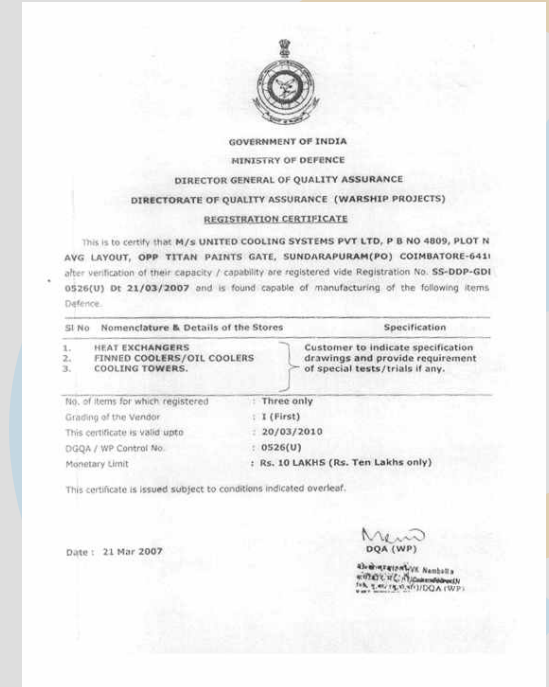 GOVERNMENT OF INDIA
MINISTRY OF DEFENCE
DIRECTOR GENERAL OF QUALITY ASSURANCE
DIRECTORATE OF QUALITY ASSURANCE (WARSHIP PROJECTS)
REGISTRATION CERTIFICATE
This is to certify that M/s UNITED COOLING SYSTEMS PVT LTD, P B NO 4809, PLOT N
AVG LAYOUT, OPP TITAN PAINTS GATE, SUNDARAPURAM(PO) COIMBATORE-641
after verification of their capacity / capability are registered vide Registration No. SS-DDP-GDI
0526(U) Dt 21/03/2007 and is found capable of manufacturing of the following items
Defence.
Sl No Nomenclature & Details of the Stores Specification
1. HEAT EXCHANGERS Customer to indicate specification
2. FINNED COOLERS/OIL COOLERS drawings and provide requirement
3. COOLING TOWERS. of special tests/trials if any.
No. of items for which registered : Three only
Grading of the Vendor : I (First)
This certificate is valid upto : 20/03/2010
DGQA / WP Control No. : 0526(U)
Monetary Limit : Rs. 10 LAKHS (Rs. Ten Lakhs only)
This certificate is issued subject to conditions indicated overleaf.
Date : 21 Mar 2007
DQA (WP)
VK Nambolla
/DQA (WP)